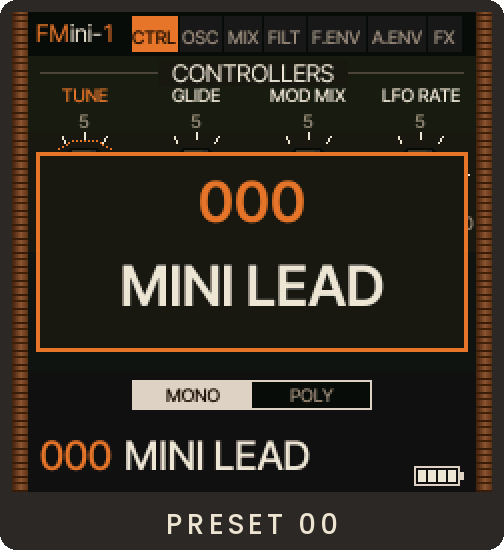 FMini-1 CTRL OSC MIX FILT F.ENV A.ENV FX
CONTROLLERS
TUNE GLIDE MOD MIX LFO RATE
5 5 5 5
000
MINI LEAD
MONO POLY
000 MINI LEAD
PRESET 00